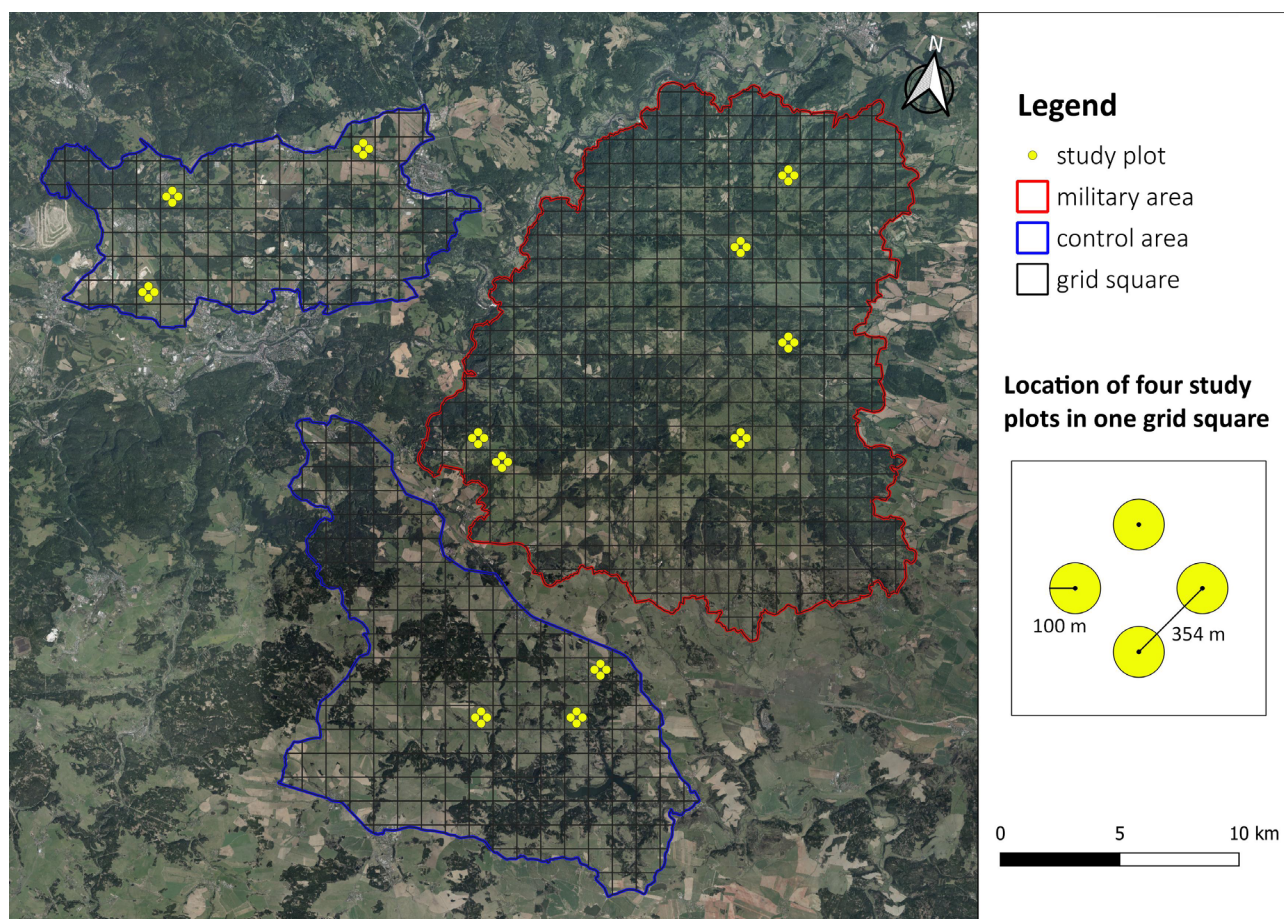 N
Legend
study plot
military area
control area
grid square
Location of four study
plots in one grid square
100 m
354 m
0 5 10 km